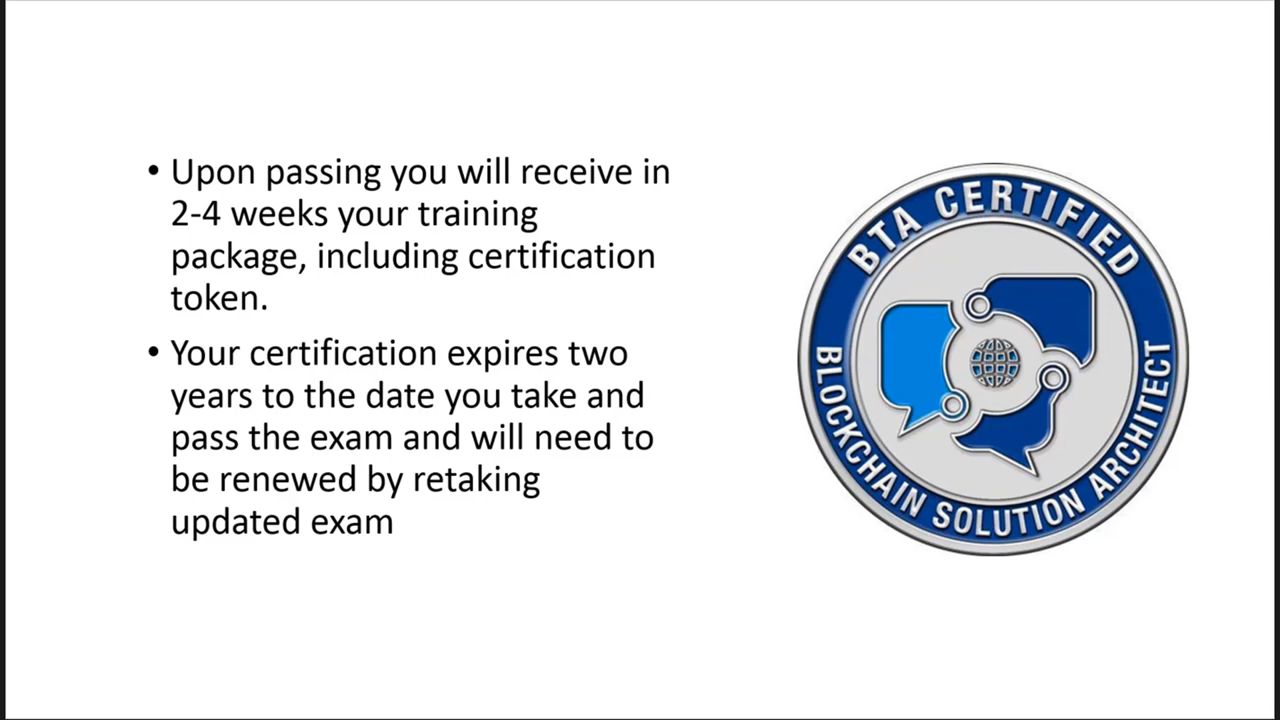 • Upon passing you will receive in
2-4 weeks your training
package, including certification
token.
• Your certification expires two
years to the date you take and
pass the exam and will need to
be renewed by retaking
updated exam
BTA CERTIFIED
BLOCKCHAIN SOLUTION ARCHITECT